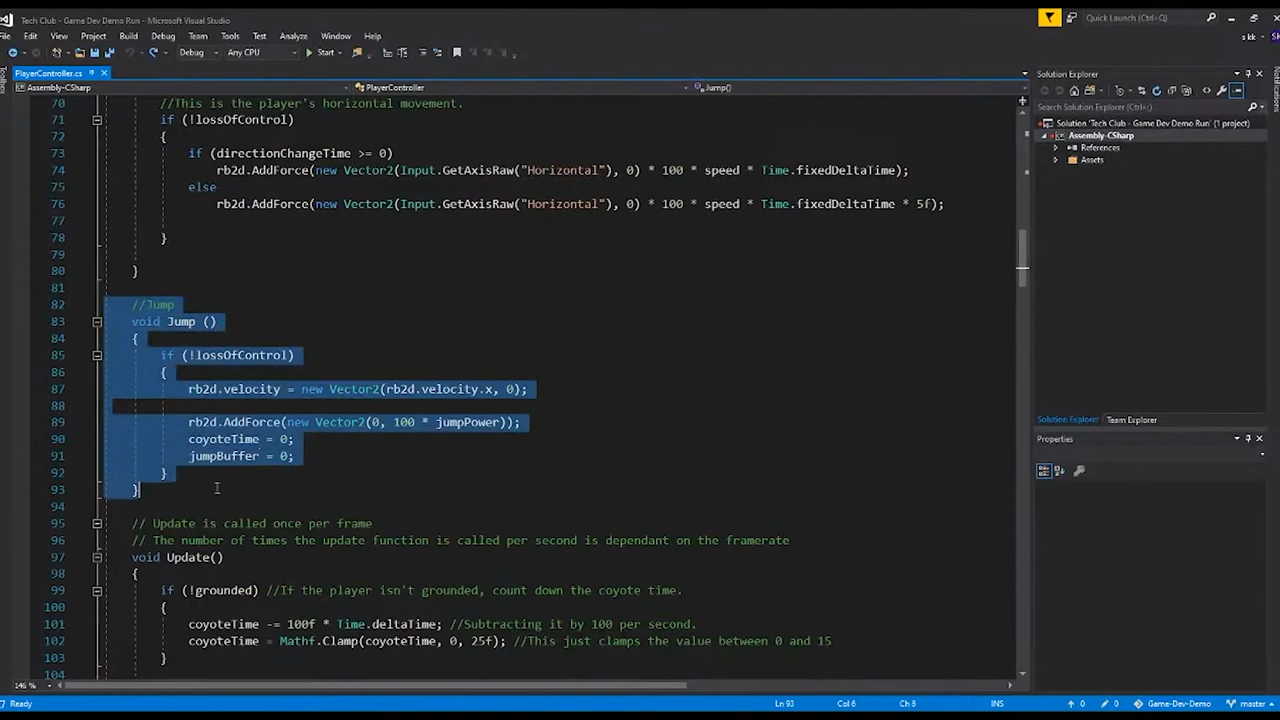 Tech Club - Game Dev Demo Run - Microsoft Visual Studio
Quick Launch (Ctrl+Q)
Edit View Project Build Debug Team Tools Test Analyze Window Help
s kk
Debug Any CPU Start
PlayerController.cs
Assembly-CSharp PlayerController Jump()
70 //This is the player's horizontal movement.
71 if (!lossOfControl)
72 {
73 if (directionChangeTime >= 0)
74 rb2d.AddForce(new Vector2(Input.GetAxisRaw("Horizontal"), 0) * 100 * speed * Time.fixedDeltaTime);
75 else
76 rb2d.AddForce(new Vector2(Input.GetAxisRaw("Horizontal"), 0) * 100 * speed * Time.fixedDeltaTime * 5f);
77
78 }
79
80 }
81
82 //Jump
83 void Jump ()
84 {
85 if (!lossOfControl)
86 {
87 rb2d.velocity = new Vector2(rb2d.velocity.x, 0);
88
89 rb2d.AddForce(new Vector2(0, 100 * jumpPower));
90 coyoteTime = 0;
91 jumpBuffer = 0;
92 }
93 }
94
95 // Update is called once per frame
96 // The number of times the update function is called per second is dependant on the framerate
97 void Update()
98 {
99 if (!grounded) //If the player isn't grounded, count down the coyote time.
100 {
101 coyoteTime -= 100f * Time.deltaTime; //Subtracting it by 100 per second.
102 coyoteTime = Mathf.Clamp(coyoteTime, 0, 25f); //This just clamps the value between 0 and 15
103 }
104
Solution Explorer
Search Solution Explorer (Ctrl+;)
Solution 'Tech Club - Game Dev Demo Run' (1 project)
Assembly-CSharp
References
Assets
Solution Explorer Team Explorer
Properties
Notifications
146 %
Ready Ln 93 Col 6 Ch 6 INS 0 0 Game-Dev-Demo master